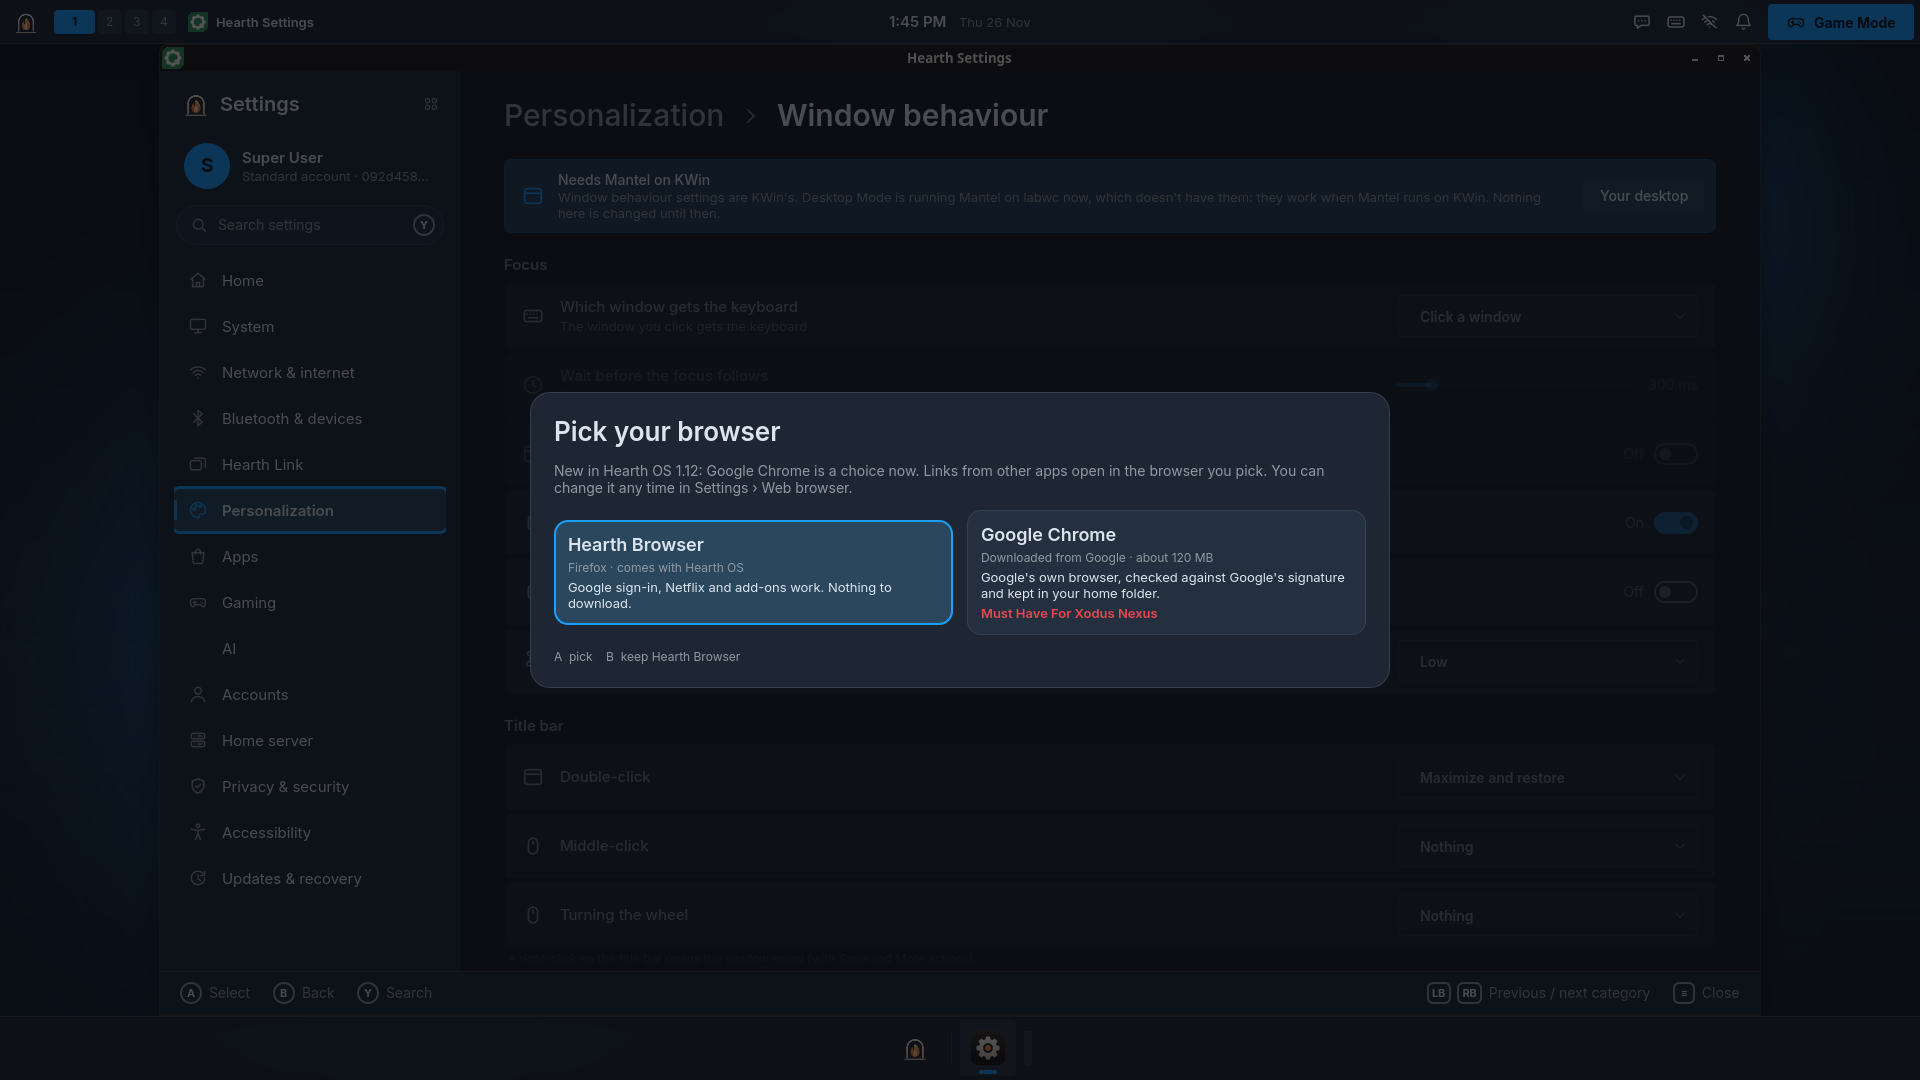 1 2 3 4 Hearth Settings
1:45 PM Thu 26 Nov
Game Mode
Hearth Settings
Settings
S
Super User
Standard account · 092d458...
Search settings Y
Home
System
Network & internet
Bluetooth & devices
Hearth Link
Personalization
Apps
Gaming
AI
Accounts
Home server
Privacy & security
Accessibility
Updates & recovery
Personalization › Window behaviour
Needs Mantel on KWin
Window behaviour settings are KWin's. Desktop Mode is running Mantel on labwc now, which doesn't have them: they work when Mantel runs on KWin. Nothing
here is changed until then.
Your desktop
Focus
Which window gets the keyboard
The window you click gets the keyboard
Click a window
Wait before the focus follows
300 ms
Off
On
Off
Low
Pick your browser
New in Hearth OS 1.12: Google Chrome is a choice now. Links from other apps open in the browser you pick. You can
change it any time in Settings › Web browser.
Hearth Browser
Firefox · comes with Hearth OS
Google sign-in, Netflix and add-ons work. Nothing to
download.
Google Chrome
Downloaded from Google · about 120 MB
Google's own browser, checked against Google's signature
and kept in your home folder.
Must Have For Xodus Nexus
A pick B keep Hearth Browser
Title bar
Double-click
Maximize and restore
Middle-click
Nothing
Turning the wheel
Nothing
A Select B Back Y Search
LB RB Previous / next category ≡ Close